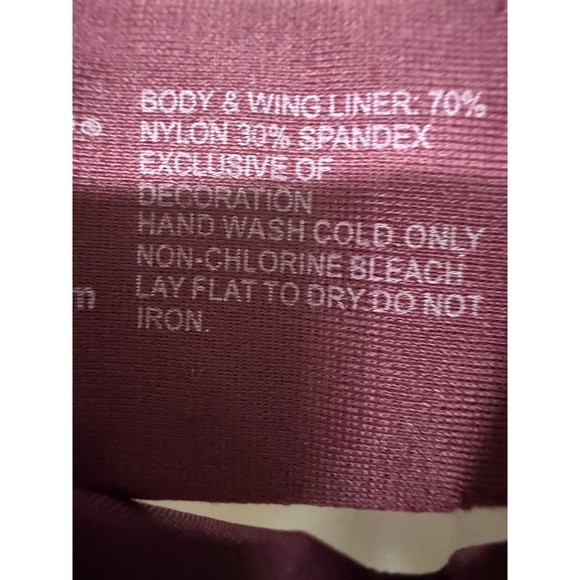 BODY & WING LINER: 70%
NYLON 30% SPANDEX
EXCLUSIVE OF
DECORATION
HAND WASH COLD ONLY
NON-CHLORINE BLEACH
LAY FLAT TO DRY.DO NOT
IRON.
®
m